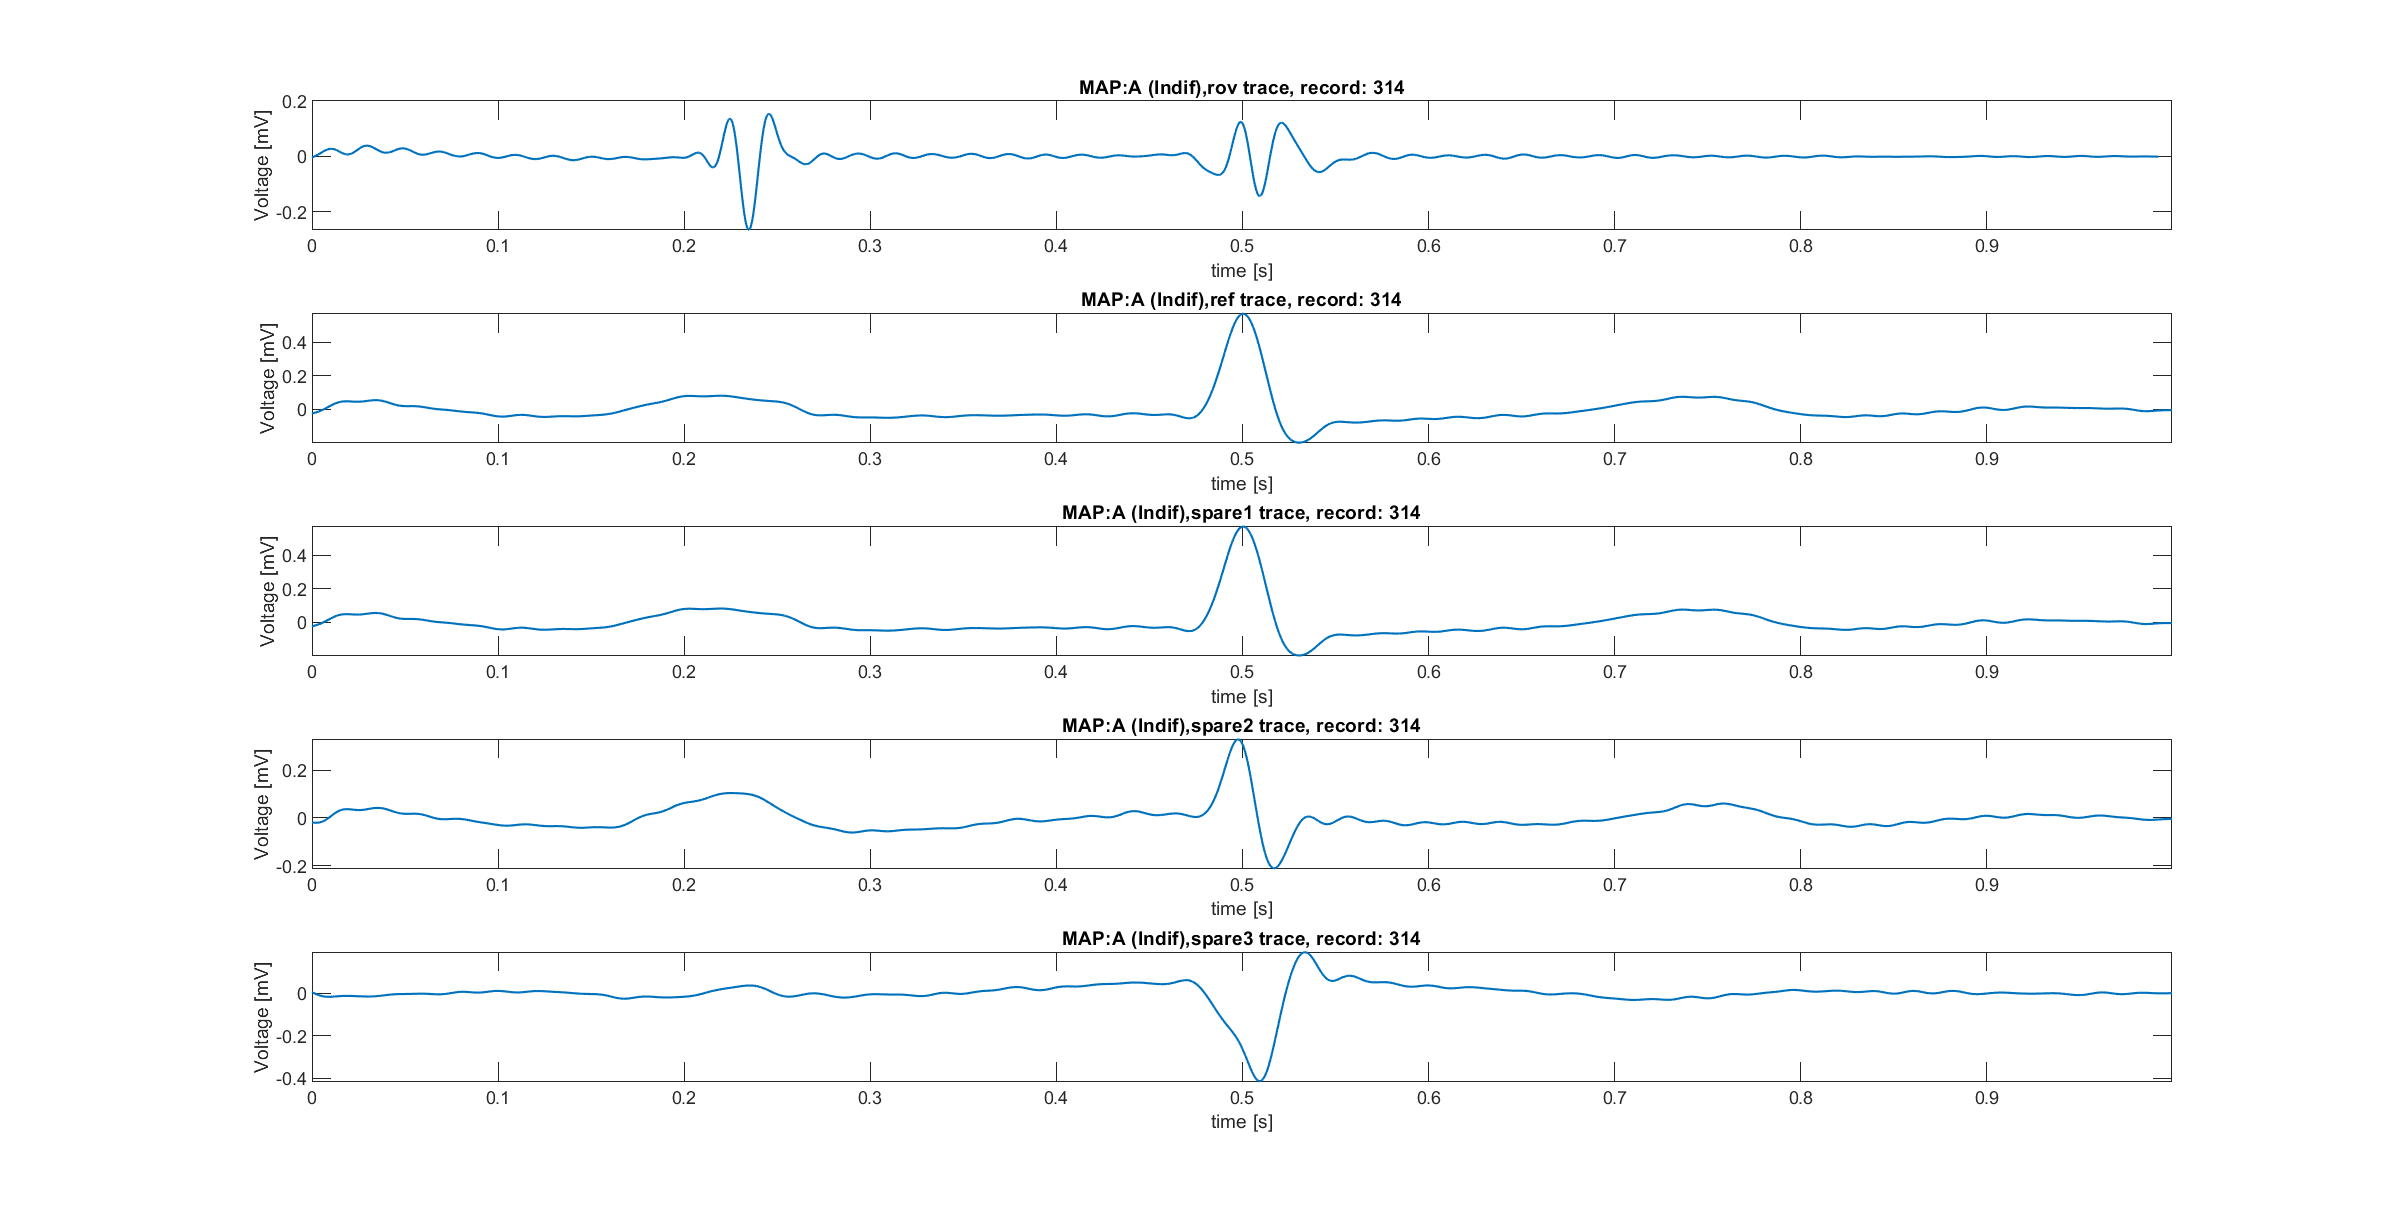 MAP:A (Indif),rov trace, record: 314
Voltage [mV]
0.2
0
-0.2
0 0.1 0.2 0.3 0.4 0.5 0.6 0.7 0.8 0.9
time [s]
MAP:A (Indif),ref trace, record: 314
Voltage [mV]
0.4
0.2
0
0 0.1 0.2 0.3 0.4 0.5 0.6 0.7 0.8 0.9
time [s]
MAP:A (Indif),spare1 trace, record: 314
Voltage [mV]
0.4
0.2
0
0 0.1 0.2 0.3 0.4 0.5 0.6 0.7 0.8 0.9
time [s]
MAP:A (Indif),spare2 trace, record: 314
Voltage [mV]
0.2
0
-0.2
0 0.1 0.2 0.3 0.4 0.5 0.6 0.7 0.8 0.9
time [s]
MAP:A (Indif),spare3 trace, record: 314
Voltage [mV]
0
-0.2
-0.4
0 0.1 0.2 0.3 0.4 0.5 0.6 0.7 0.8 0.9
time [s]